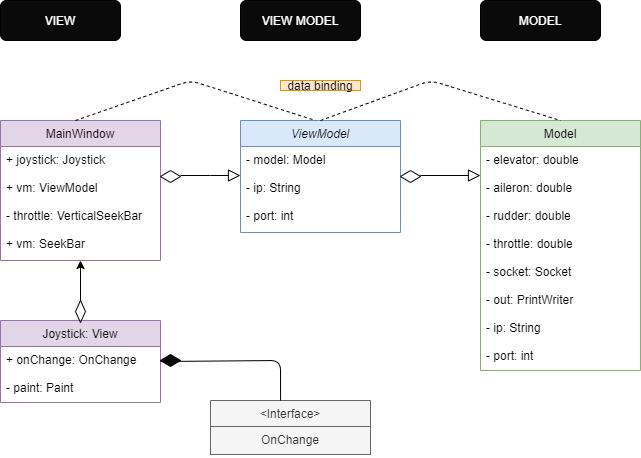 VIEW
VIEW MODEL
MODEL
data binding
MainWindow
+ joystick: Joystick
+ vm: ViewModel
- throttle: VerticalSeekBar
+ vm: SeekBar
ViewModel
- model: Model
- ip: String
- port: int
Model
- elevator: double
- aileron: double
- rudder: double
- throttle: double
- socket: Socket
- out: PrintWriter
- ip: String
- port: int
Joystick: View
+ onChange: OnChange
- paint: Paint
<Interface>
OnChange